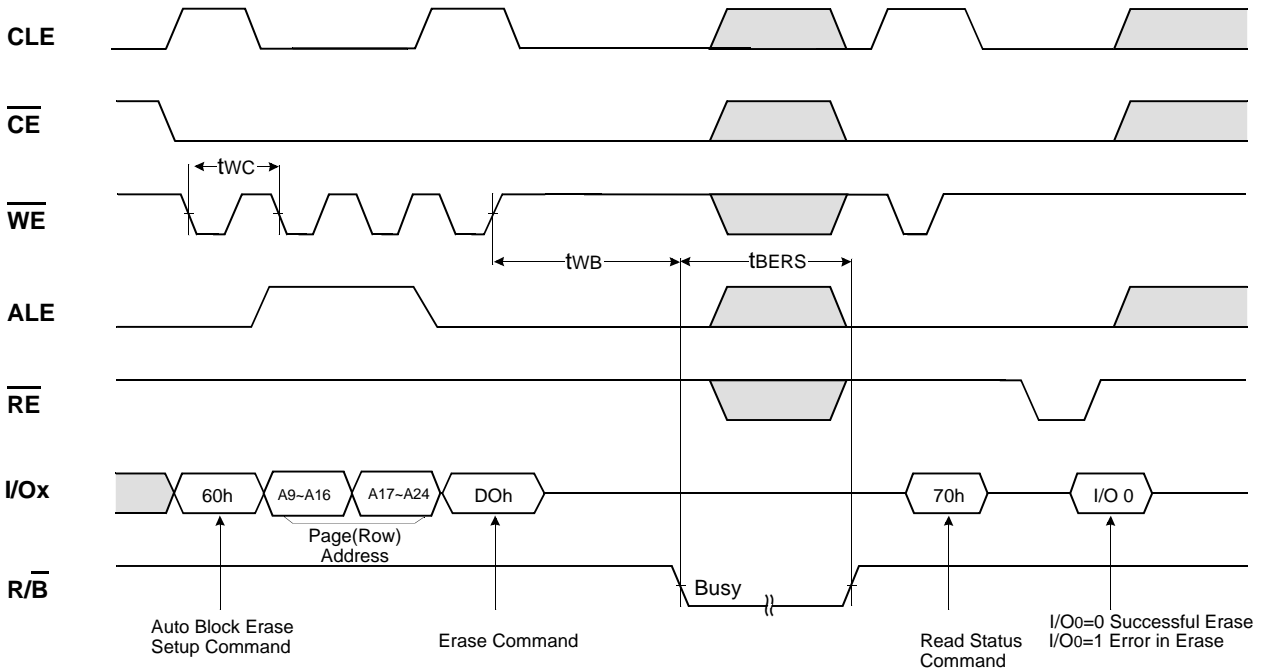 CLE
CE
tWC
WE
tWB
tBERS
ALE
RE
I/Ox
60h
A9~A16
A17~A24
DOh
70h
I/O 0
Page(Row)
Address
R/B
Busy
Auto Block Erase
Setup Command
Erase Command
Read Status
Command
I/O0=0 Successful Erase
I/O0=1 Error in Erase